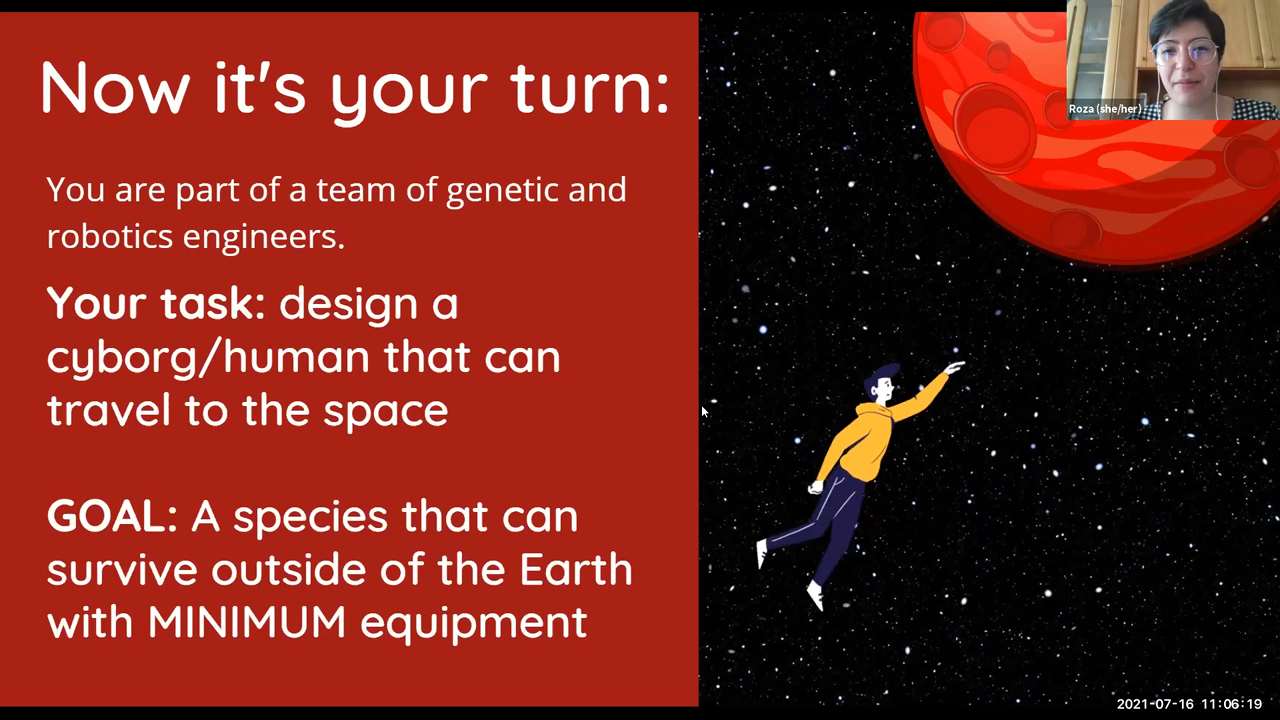 Now it's your turn:
You are part of a team of genetic and
robotics engineers.
Your task: design a
cyborg/human that can
travel to the space
GOAL: A species that can
survive outside of the Earth
with MINIMUM equipment
Roza (she/her)
2021-07-16 11:06:19